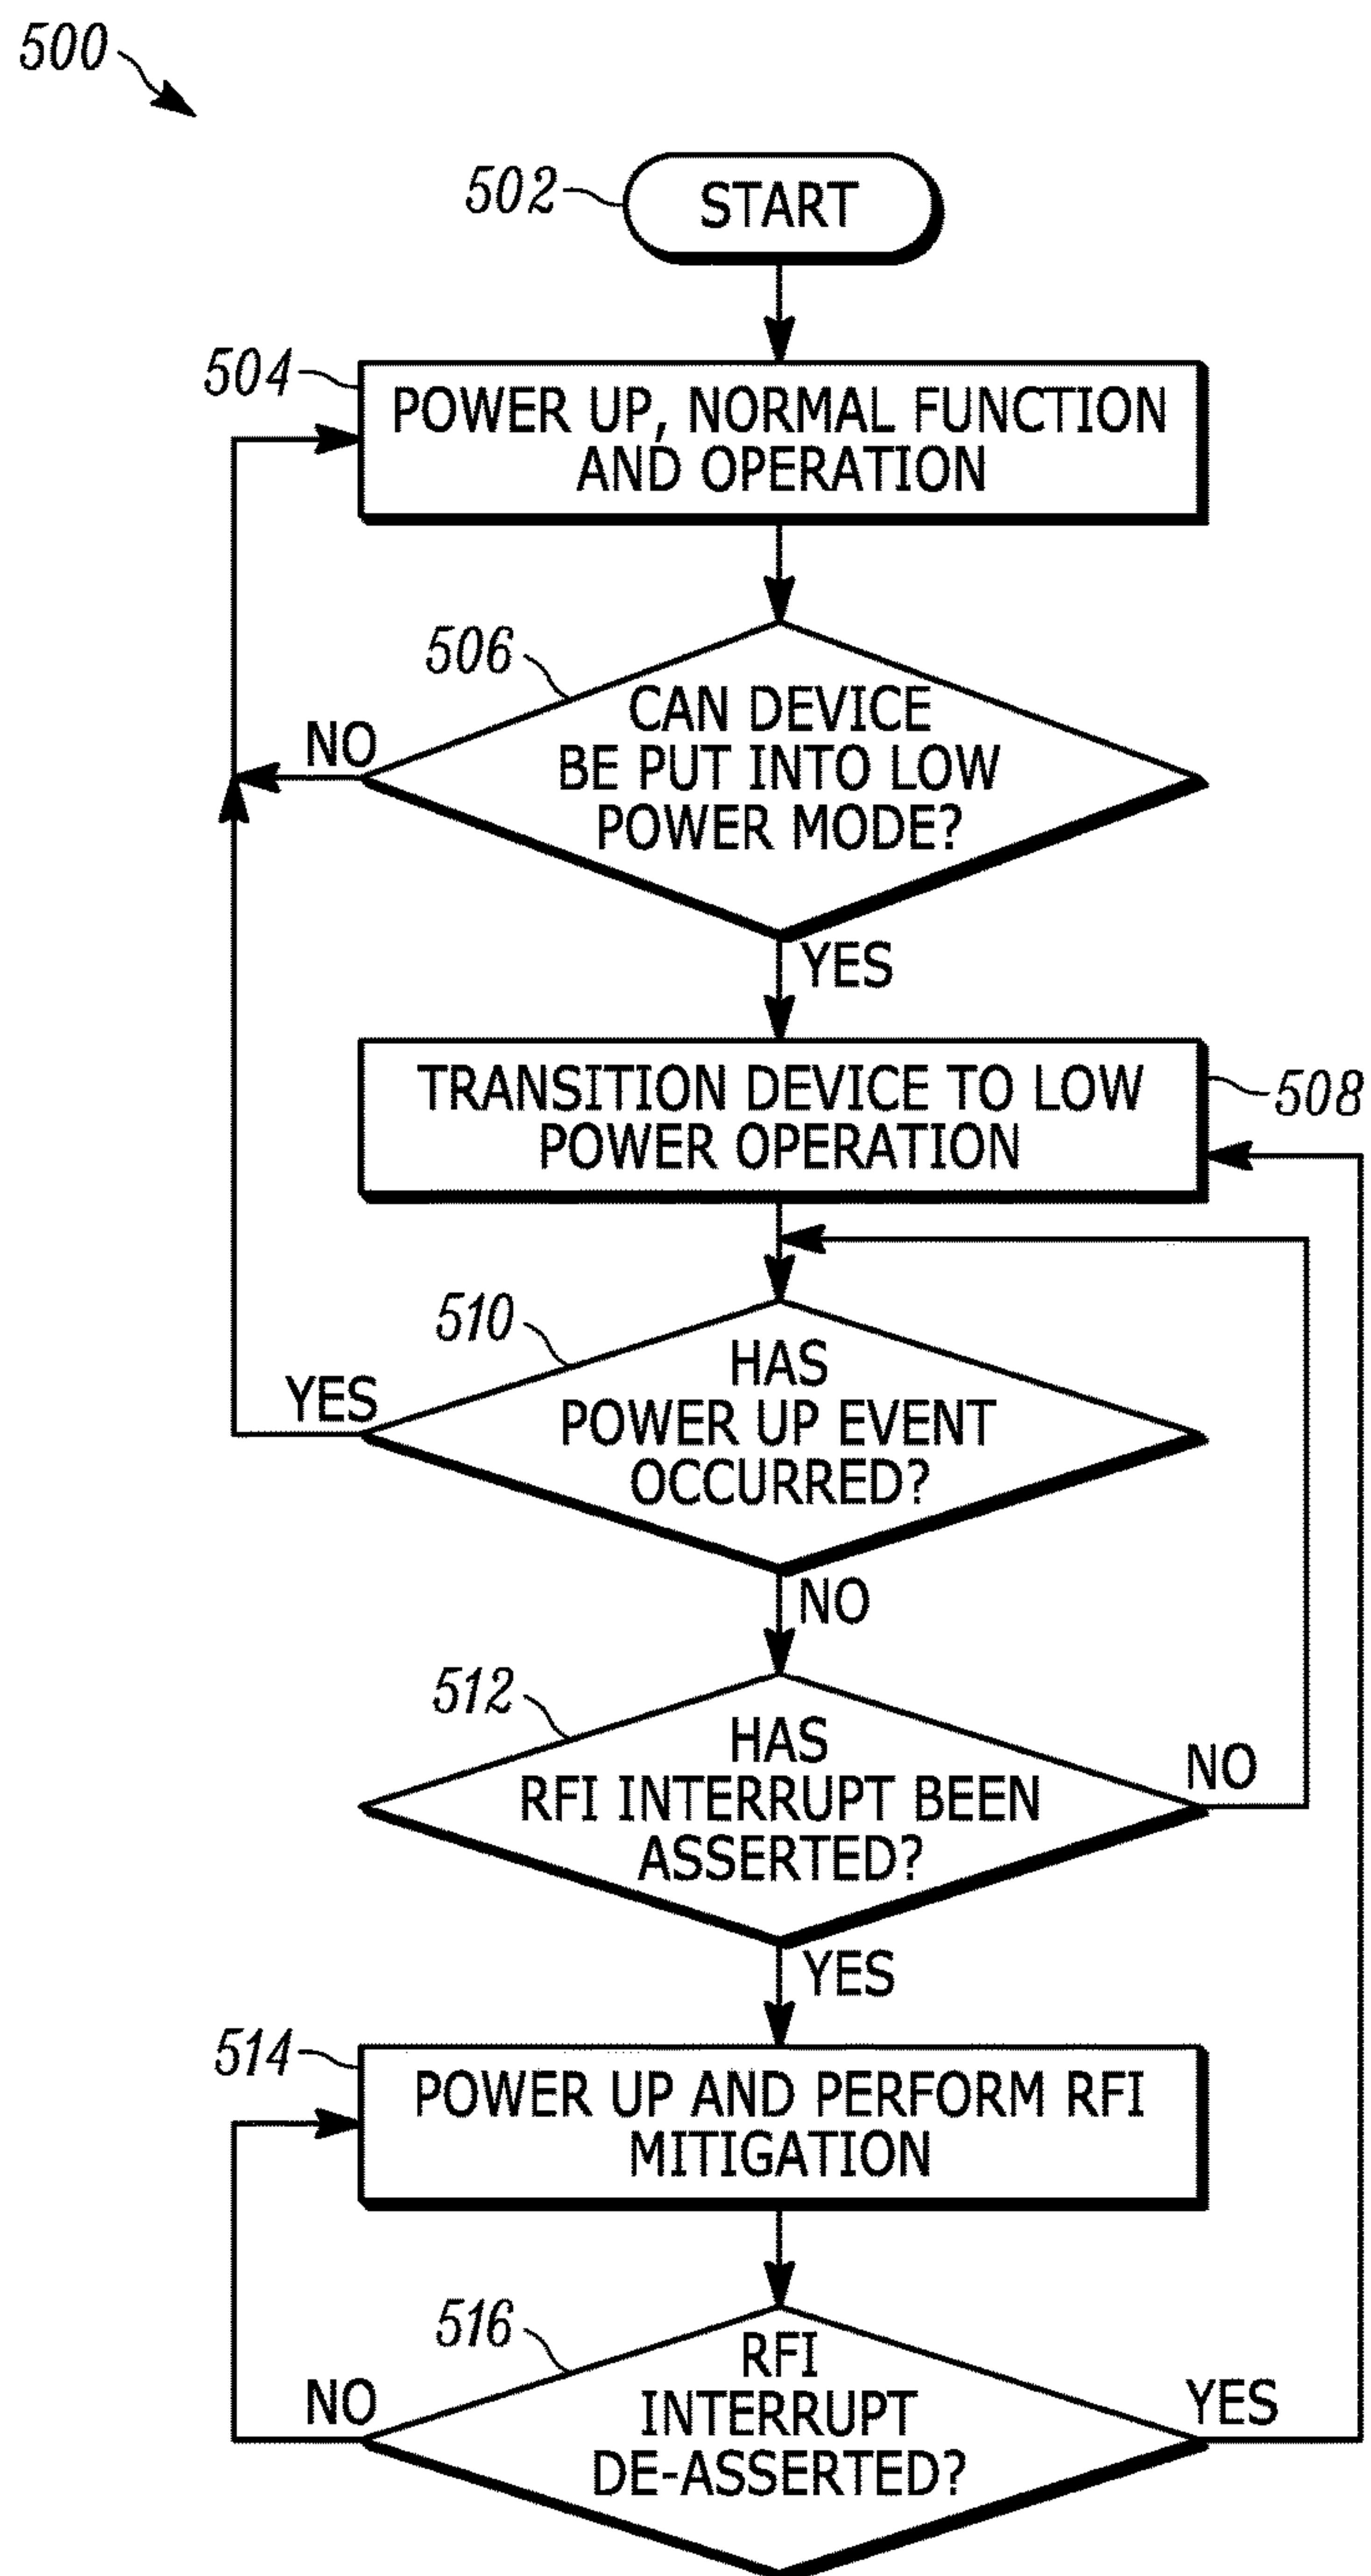 500
502
START
504
POWER UP, NORMAL FUNCTION
AND OPERATION
506
CAN DEVICE
BE PUT INTO LOW
POWER MODE?
NO
YES
TRANSITION DEVICE TO LOW
POWER OPERATION
508
510
HAS
POWER UP EVENT
OCCURRED?
YES
NO
512
HAS
RFI INTERRUPT BEEN
ASSERTED?
NO
YES
514
POWER UP AND PERFORM RFI
MITIGATION
516
RFI
INTERRUPT
DE-ASSERTED?
NO
YES